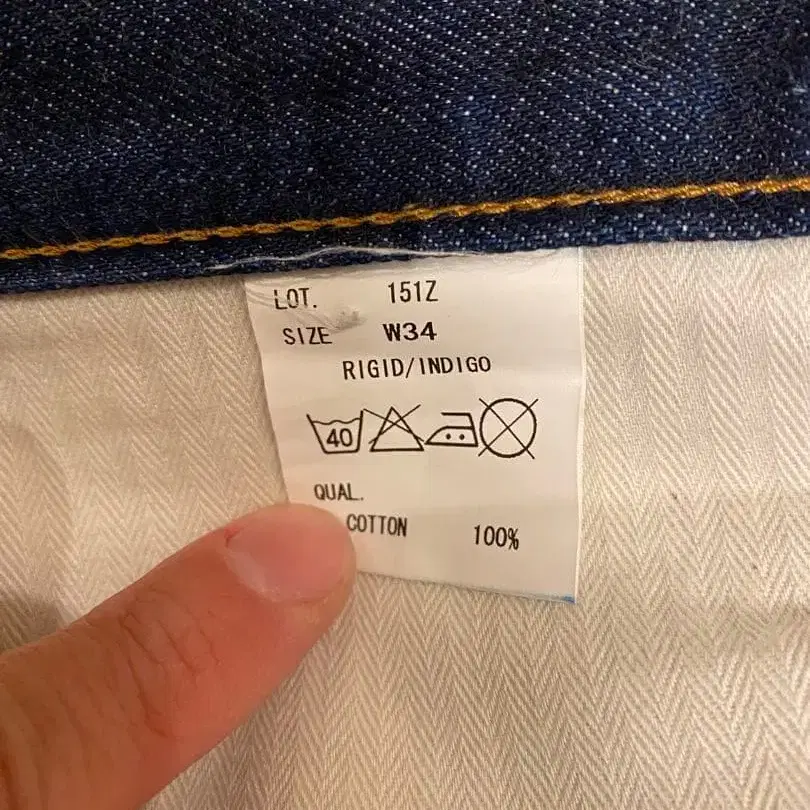 LOT. 151Z
SIZE W34
RIGID/INDIGO
40
QUAL.
COTTON 100%